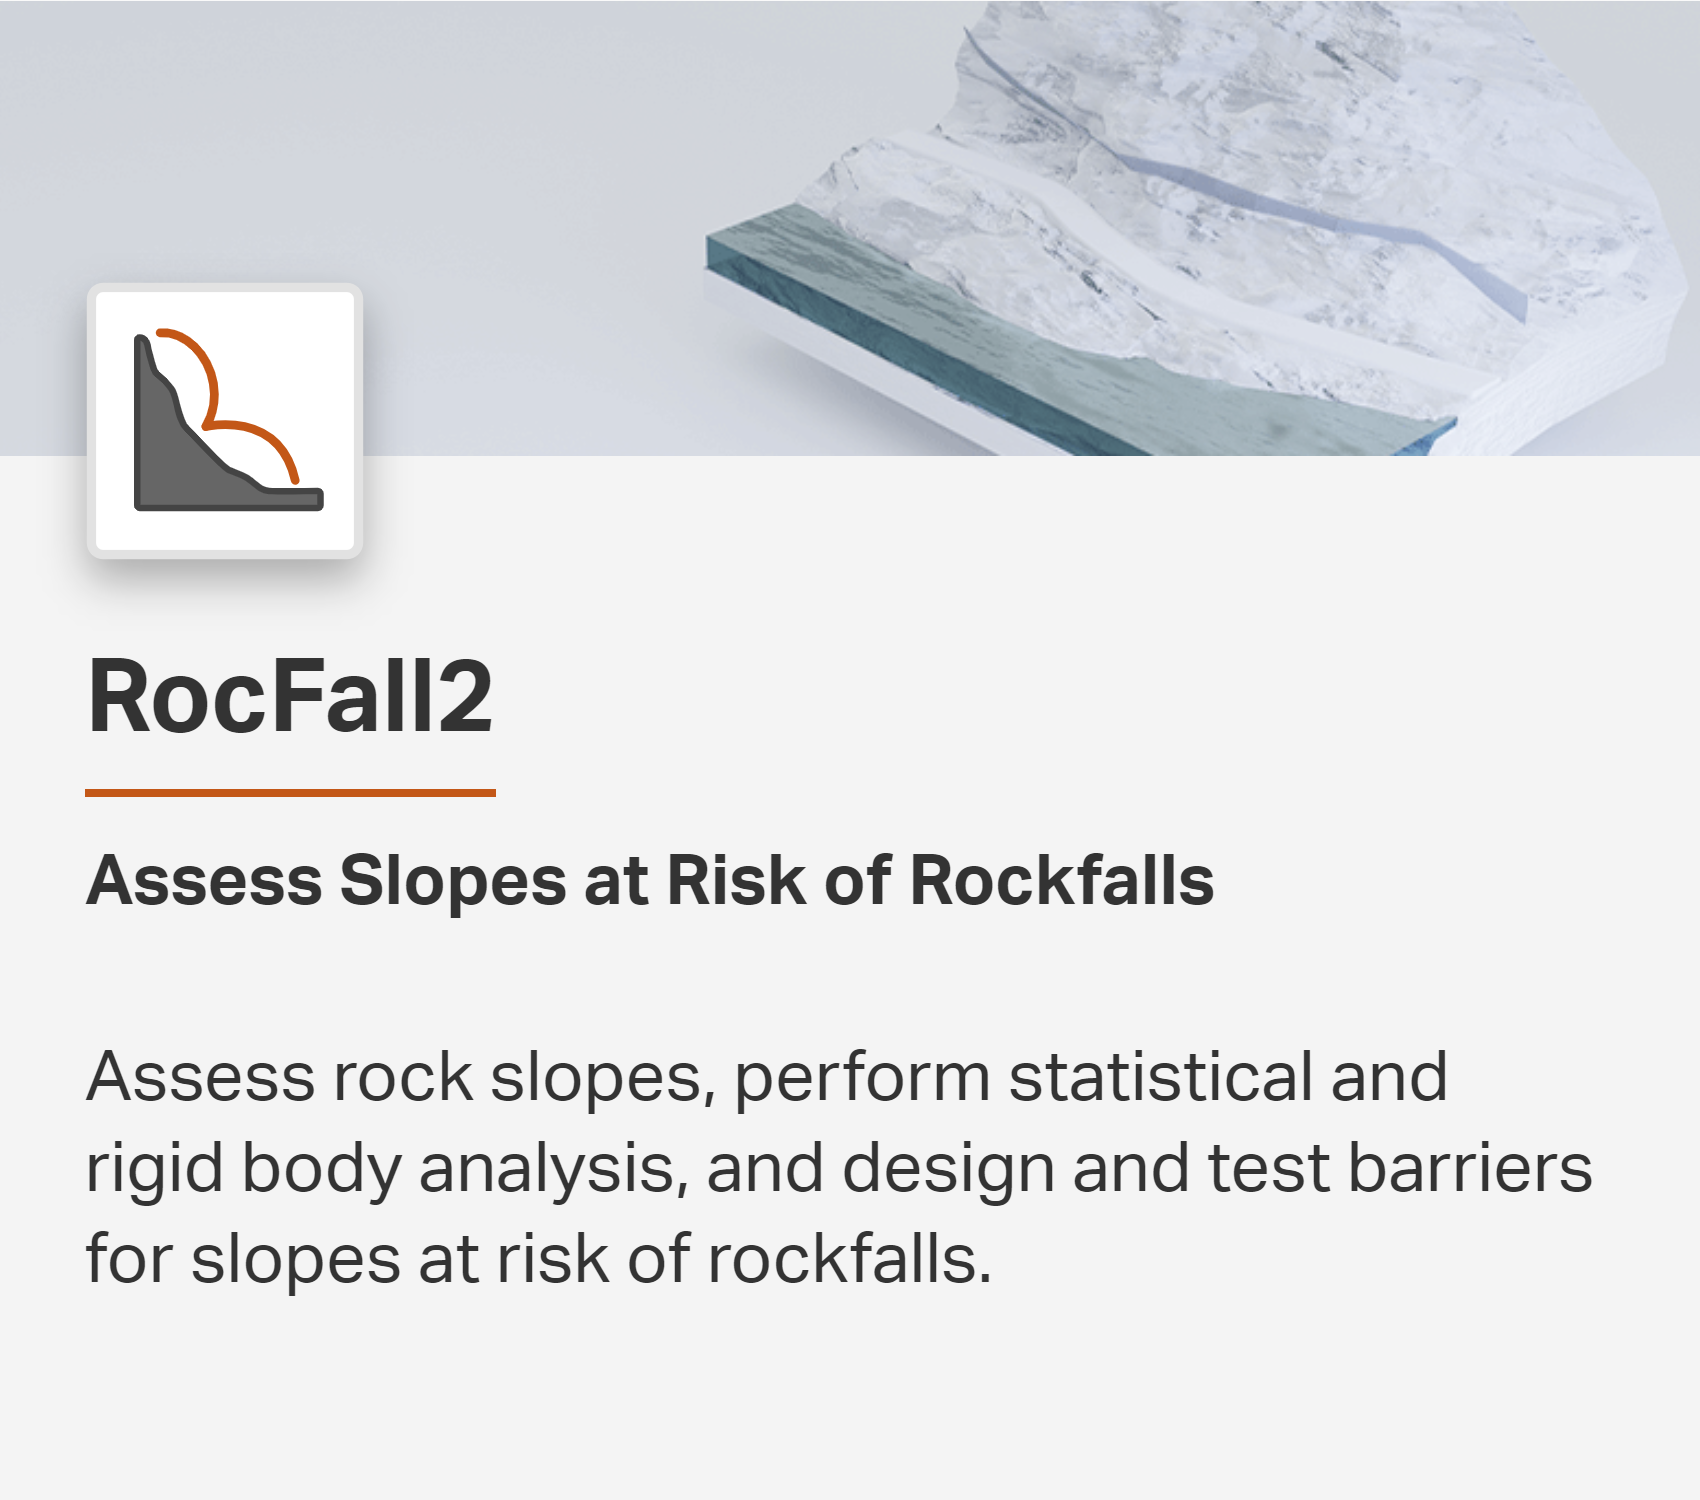 RocFall2
Assess Slopes at Risk of Rockfalls
Assess rock slopes, perform statistical and
rigid body analysis, and design and test barriers
for slopes at risk of rockfalls.